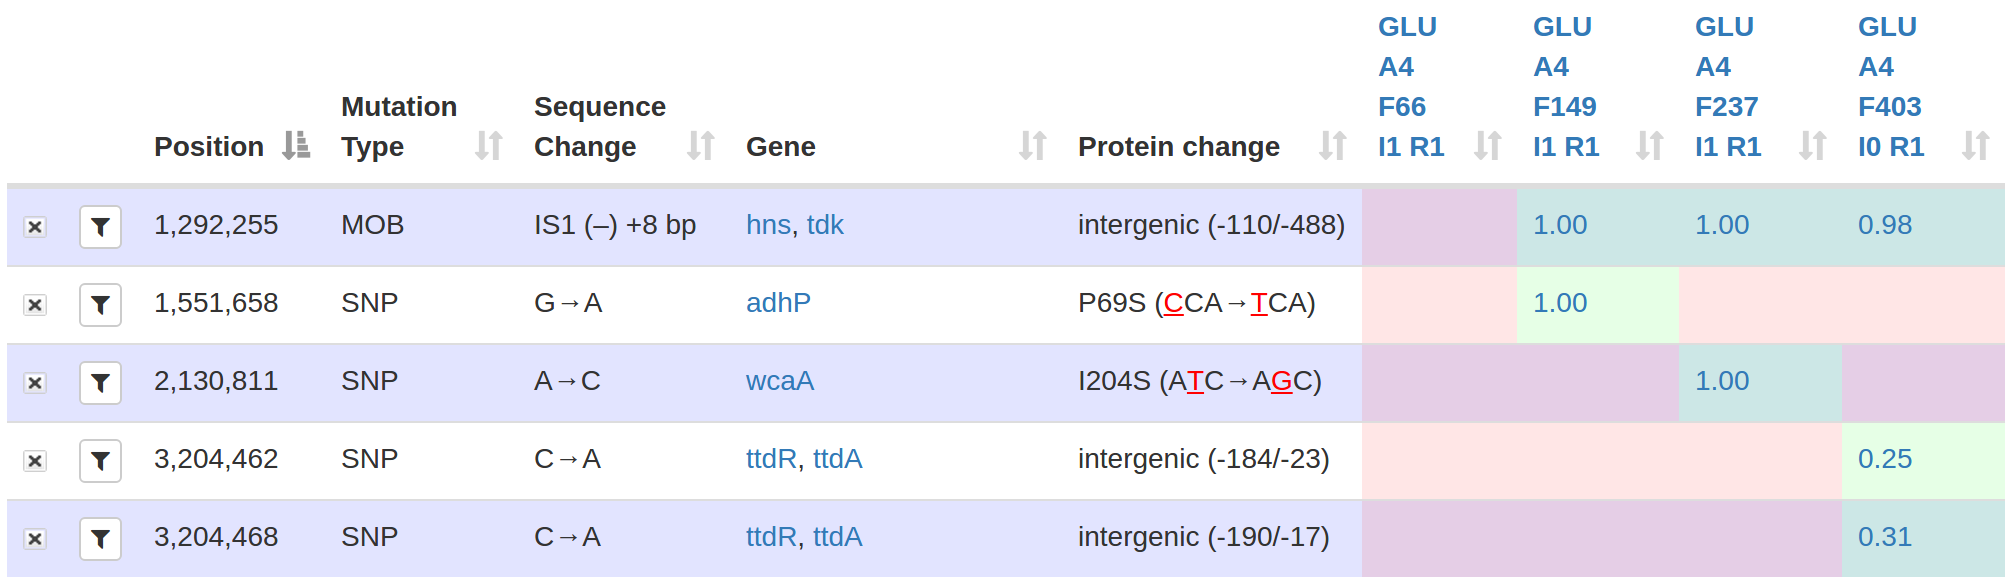 GLU GLU GLU GLU
A4 A4 A4 A4
Mutation Sequence F66 F149 F237 F403
Position Type Change Gene Protein change I1 R1 I1 R1 I1 R1 I0 R1
1,292,255 MOB IS1 (–) +8 bp hns, tdk intergenic (-110/-488) 1.00 1.00 0.98
1,551,658 SNP G→A adhP P69S (CCA→TCA) 1.00
2,130,811 SNP A→C wcaA I204S (ATC→AGC) 1.00
3,204,462 SNP C→A ttdR, ttdA intergenic (-184/-23) 0.25
3,204,468 SNP C→A ttdR, ttdA intergenic (-190/-17) 0.31